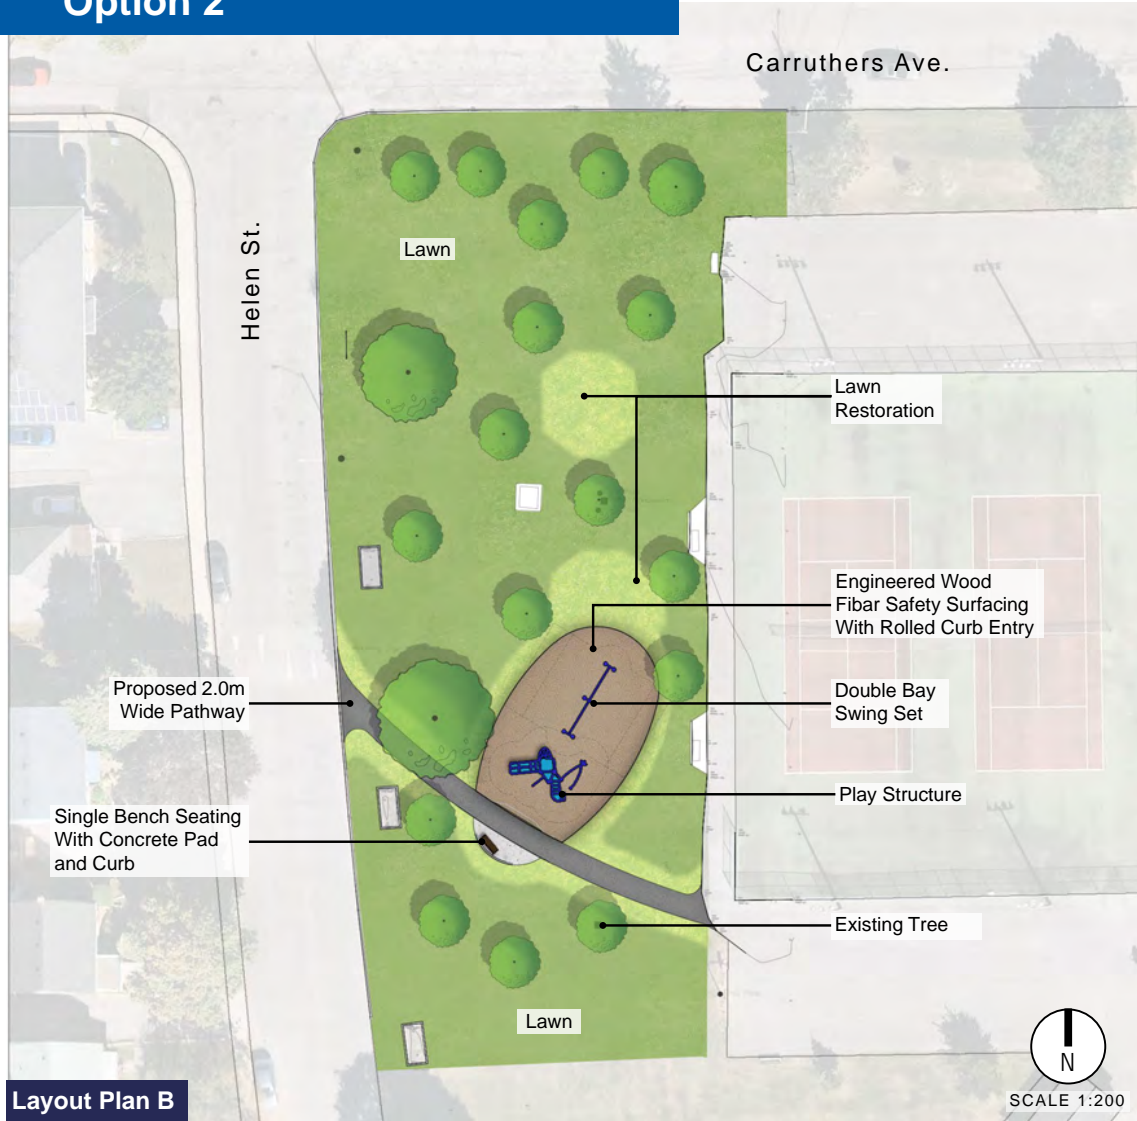 Option 2
Carruthers Ave.
Helen St.
Lawn
Lawn
Restoration
Engineered Wood
Fibar Safety Surfacing
With Rolled Curb Entry
Proposed 2.0m
Wide Pathway
Double Bay
Swing Set
Play Structure
Single Bench Seating
With Concrete Pad
and Curb
Existing Tree
Lawn
N
SCALE 1:200
Layout Plan B